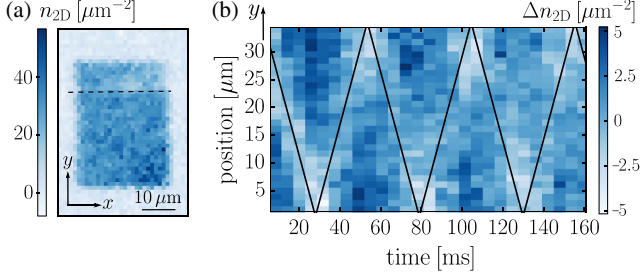 (a) n₂D [μm⁻²]
40
20
0
y
x
10 μm
(b) y Δn₂D [μm⁻²]
position [μm]
30
25
20
15
10
5
20 40 60 80 100 120 140 160
time [ms]
5
2.5
0
−2.5
−5